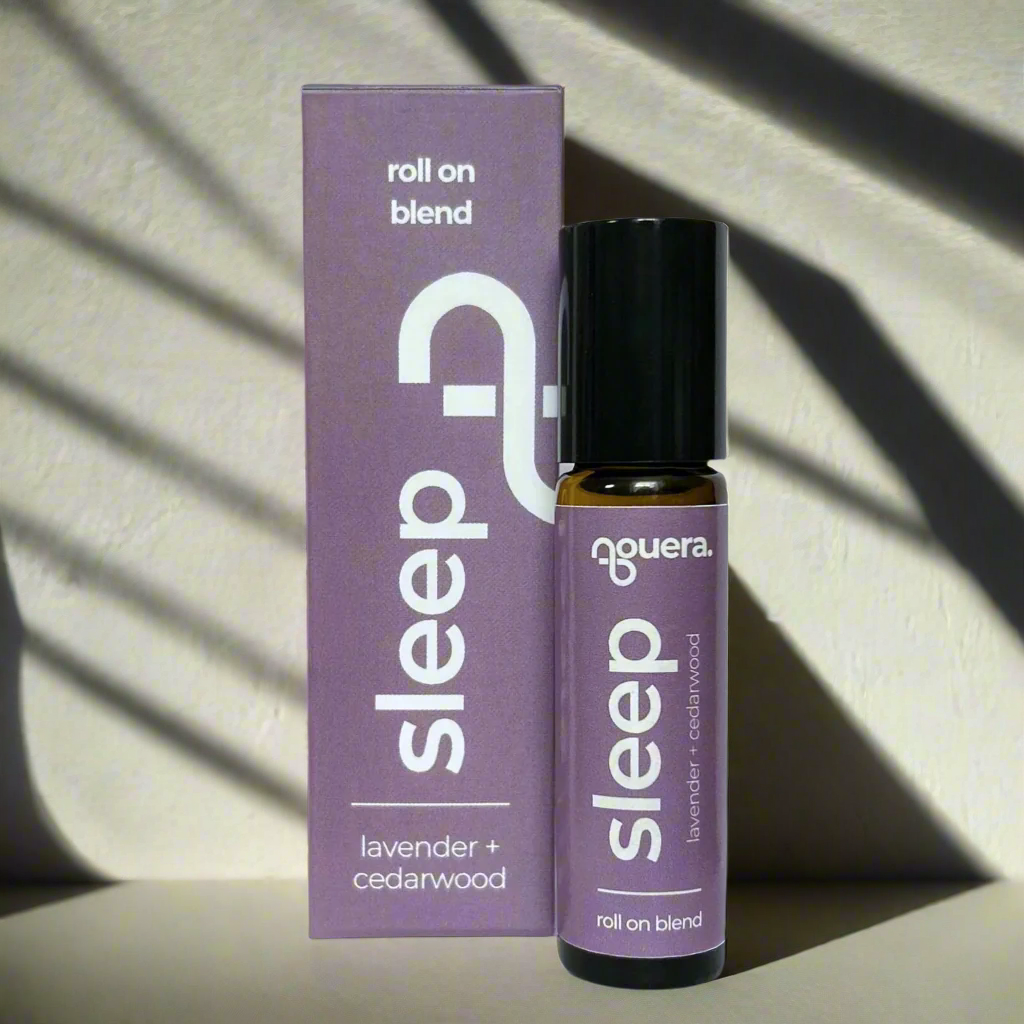 roll on
blend
sleep
lavender +
cedarwood
aguera.
sleep
lavender + cedarwood
roll on blend